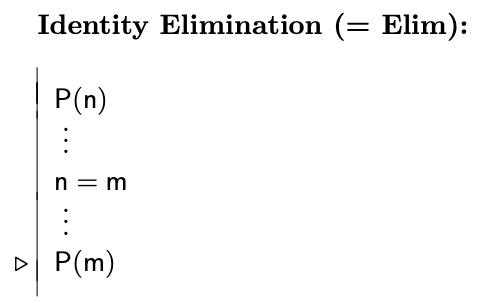 Identity Elimination (= Elim):
P(n)
⋮
n = m
⋮
▷ P(m)